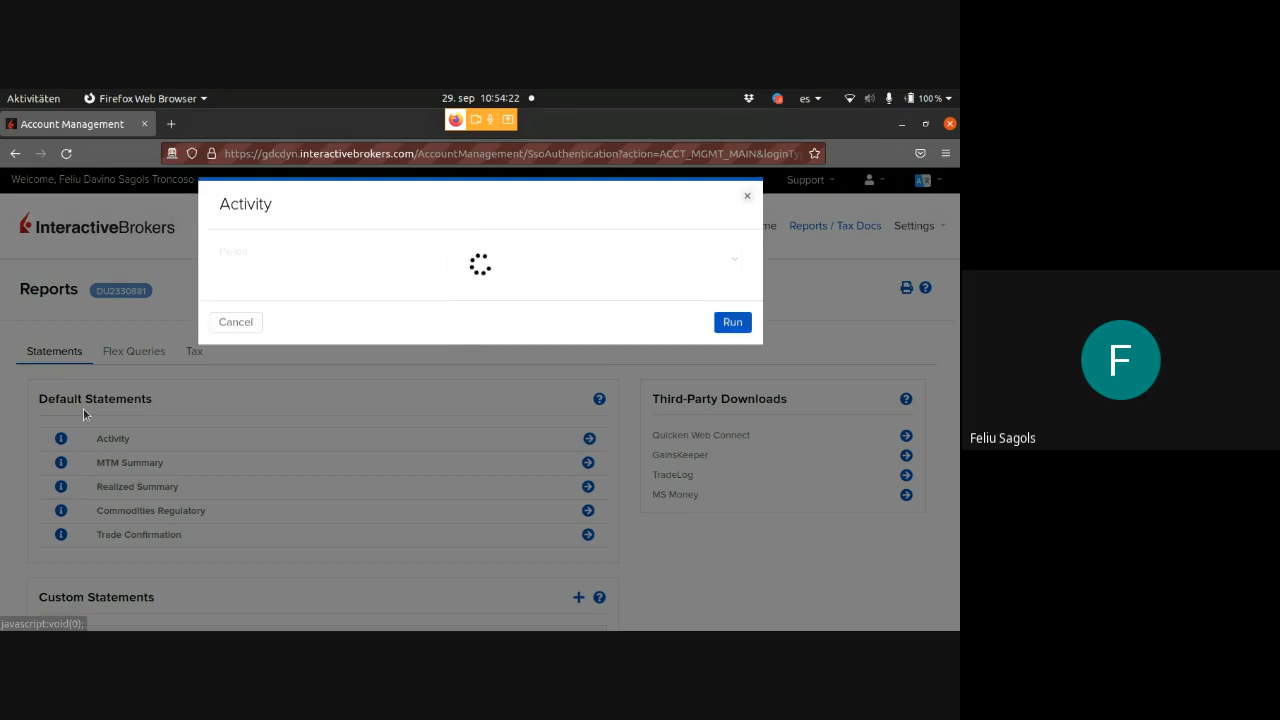 Aktivitäten Firefox Web Browser 29. sep 10:54:22 es 100 %
Account Management
https://gdcdyn.interactivebrokers.com/AccountManagement/SsoAuthentication?action=ACCT_MGMT_MAIN&loginTy
Welcome, Feliu Davino Sagols Troncoso Support
Activity
InteractiveBrokers me Reports / Tax Docs Settings
Period
Reports DU2330881
Cancel Run
Statements Flex Queries Tax
Default Statements
Activity
MTM Summary
Realized Summary
Commodities Regulatory
Trade Confirmation
Third-Party Downloads
Quicken Web Connect
GainsKeeper
TradeLog
MS Money
Custom Statements
javascript:void(0);
F
Feliu Sagols